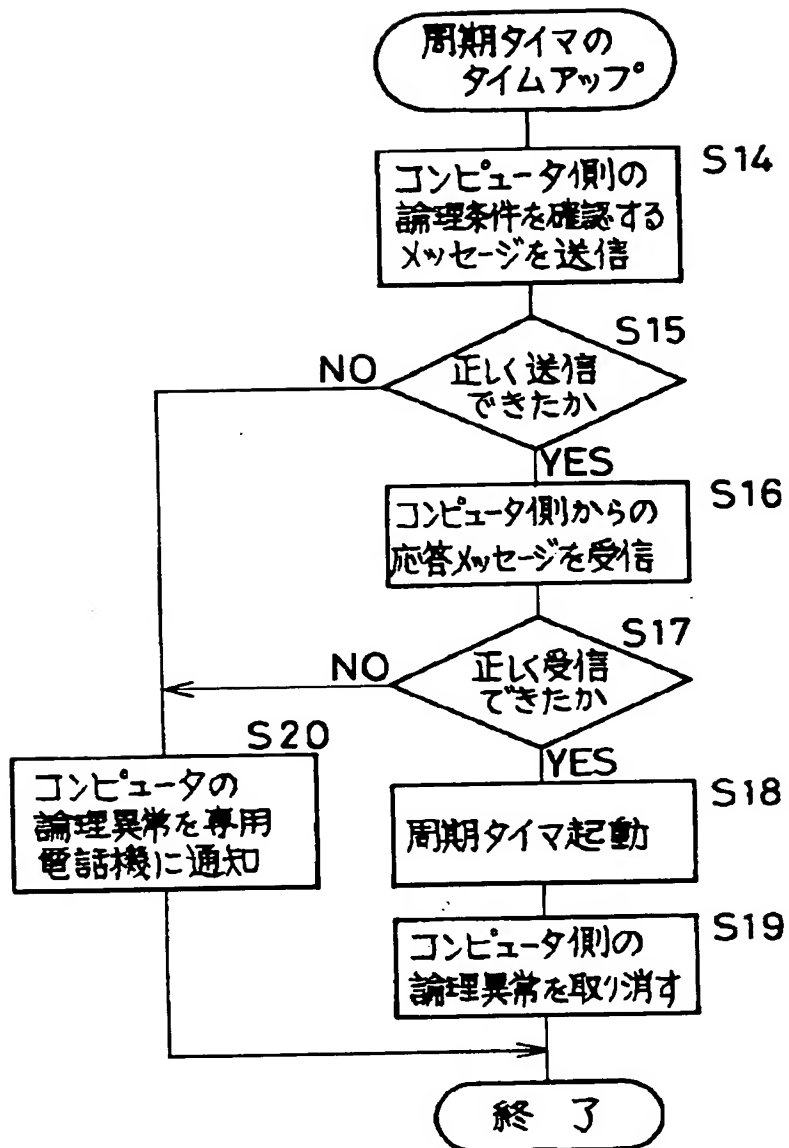 周期タイマの
タイムアップ
S14
コンピュータ側の
論理条件を確認する
メッセージを送信
S15
正しく送信
できたか
NO
YES
S16
コンピュータ側からの
応答メッセージを受信
S17
正しく受信
できたか
NO
YES
S20
コンピュータの
論理異常を専用
電話機に通知
S18
周期タイマ起動
S19
コンピュータ側の
論理異常を取り消す
終了